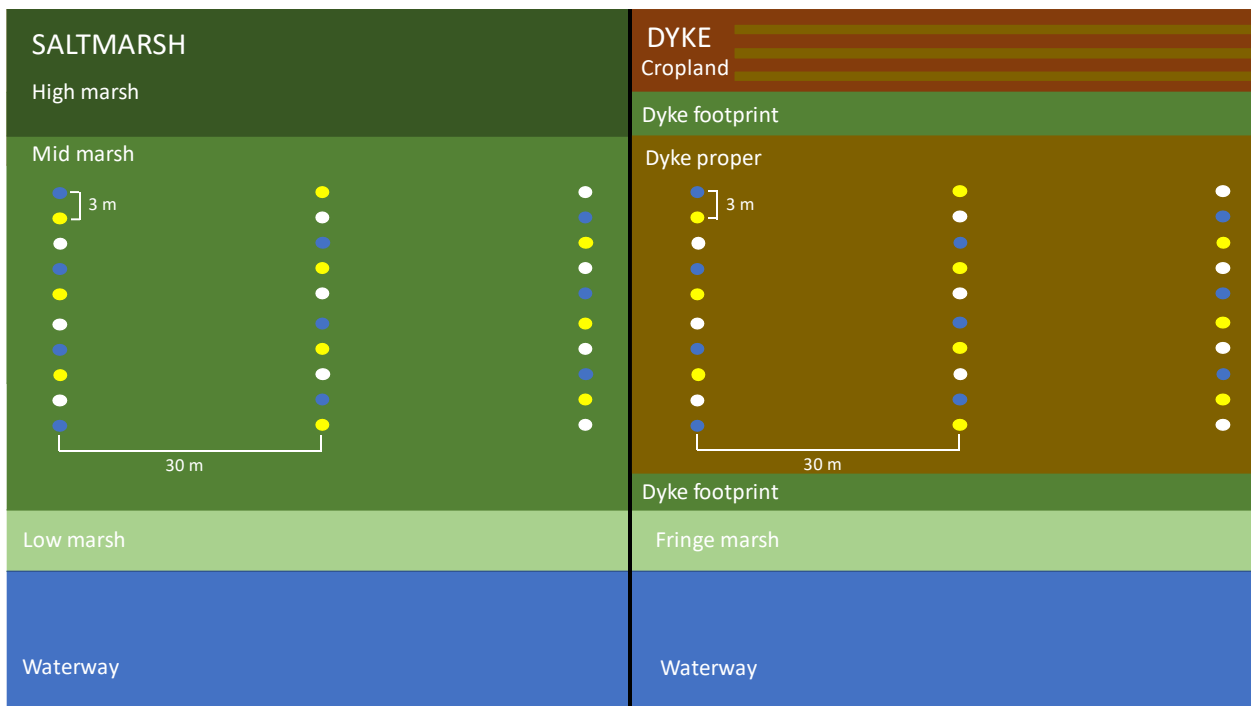 SALTMARSH
High marsh
Mid marsh
3 m
30 m
Low marsh
Waterway
DYKE
Cropland
Dyke footprint
Dyke proper
3 m
30 m
Dyke footprint
Fringe marsh
Waterway